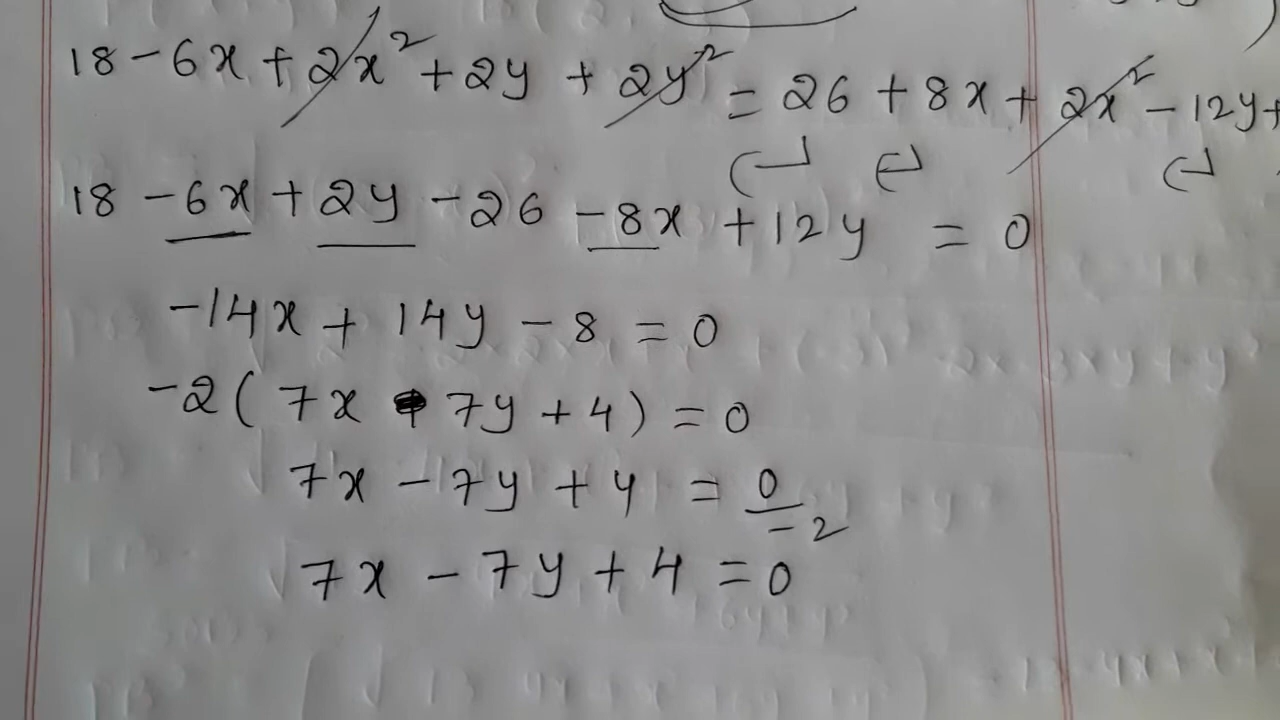 18 - 6x + 2x² + 2y + 2y² = 26 + 8x + 2x² - 12y +
18 - 6x + 2y - 26 - 8x + 12y = 0
-14x + 14y - 8 = 0
-2 ( 7x - 7y + 4 ) = 0
7x - 7y + 4 = 0/-2
7x - 7y + 4 = 0